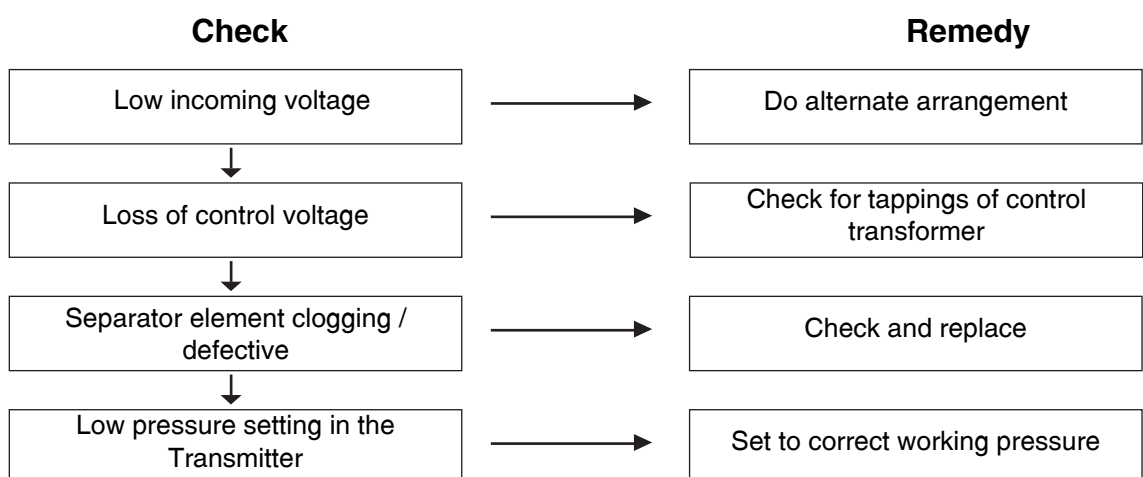 Check
Remedy
Low incoming voltage
Do alternate arrangement
Loss of control voltage
Check for tappings of control
transformer
Separator element clogging /
defective
Check and replace
Low pressure setting in the
Transmitter
Set to correct working pressure